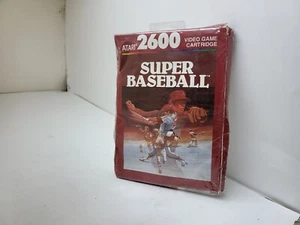 ATARI 2600 VIDEO GAME
CARTRIDGE
SUPER
BASEBALL